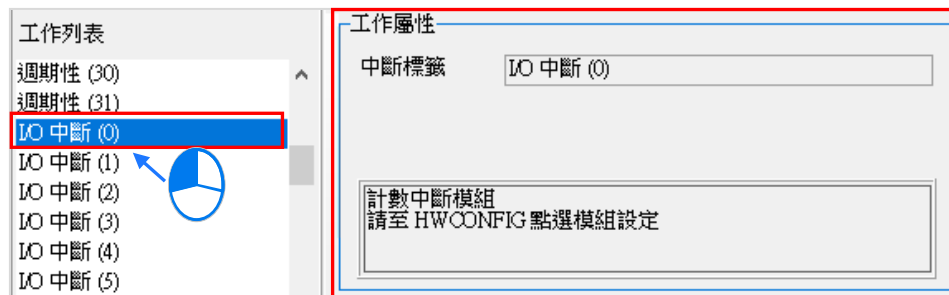 工作列表
週期性 (30)
週期性 (31)
I/O 中斷 (0)
I/O 中斷 (1)
I/O 中斷 (2)
I/O 中斷 (3)
I/O 中斷 (4)
I/O 中斷 (5)
工作屬性
中斷標籤 I/O 中斷 (0)
計數中斷模組
請至 HWCONFIG 點選模組設定